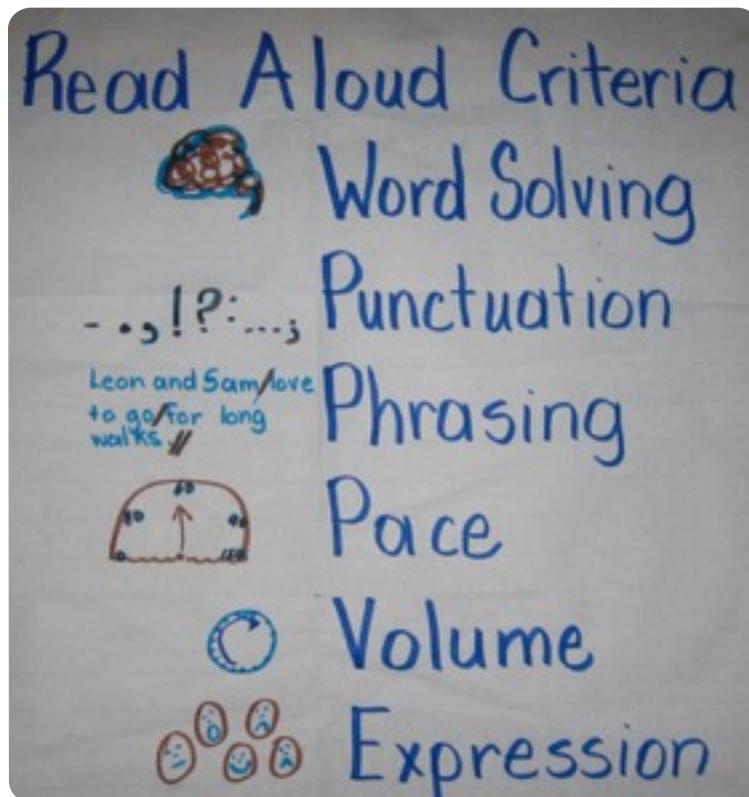 Read Aloud Criteria
Word Solving
- . , ! ? : ... ; Punctuation
Leon and Sam/love
to go/for long
walks.//
Phrasing
60
Pace
Volume
Expression